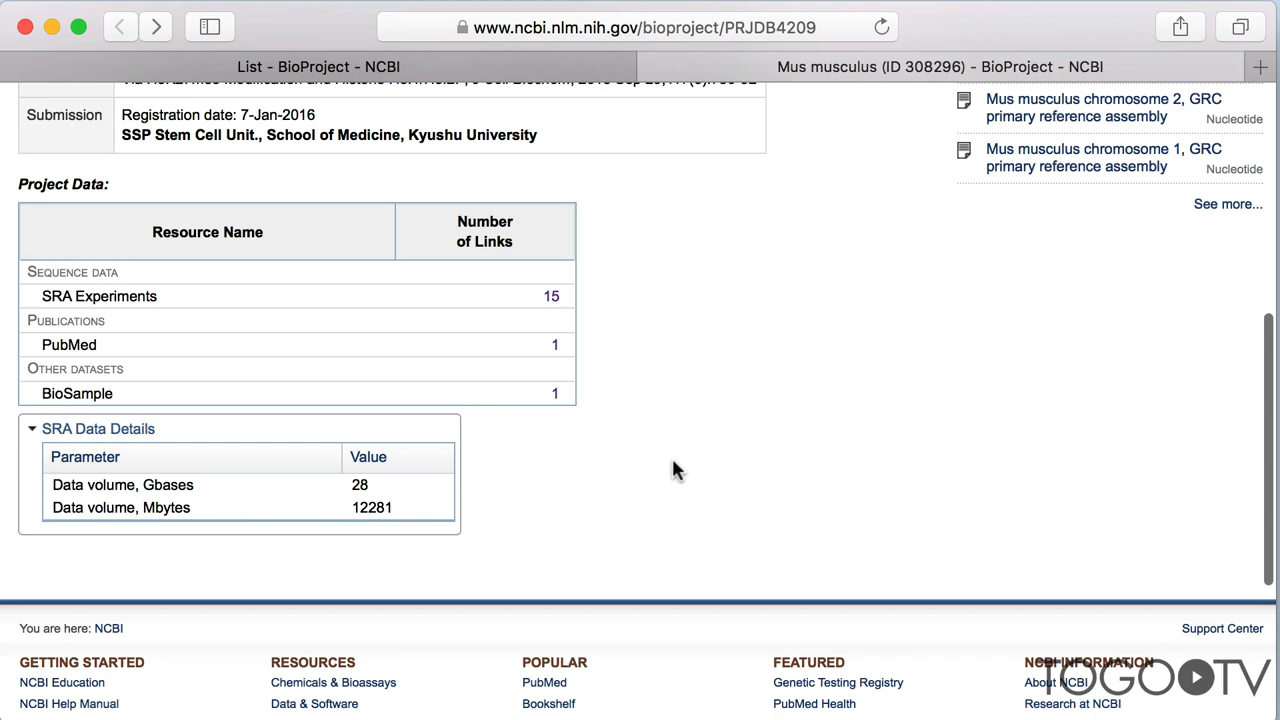 www.ncbi.nlm.nih.gov/bioproject/PRJDB4209
List - BioProject - NCBI
Mus musculus (ID 308296) - BioProject - NCBI
Submission
Registration date: 7-Jan-2016
SSP Stem Cell Unit., School of Medicine, Kyushu University
Project Data:
Resource Name
Number
of Links
SEQUENCE DATA
SRA Experiments 15
PUBLICATIONS
PubMed 1
OTHER DATASETS
BioSample 1
SRA Data Details
Parameter Value
Data volume, Gbases 28
Data volume, Mbytes 12281
Mus musculus chromosome 2, GRC
primary reference assembly
Nucleotide
Mus musculus chromosome 1, GRC
primary reference assembly
Nucleotide
See more...
You are here: NCBI
Support Center
GETTING STARTED
NCBI Education
NCBI Help Manual
RESOURCES
Chemicals & Bioassays
Data & Software
POPULAR
PubMed
Bookshelf
FEATURED
Genetic Testing Registry
PubMed Health
NCBI INFORMATION
About NCBI
Research at NCBI
TOGO TV